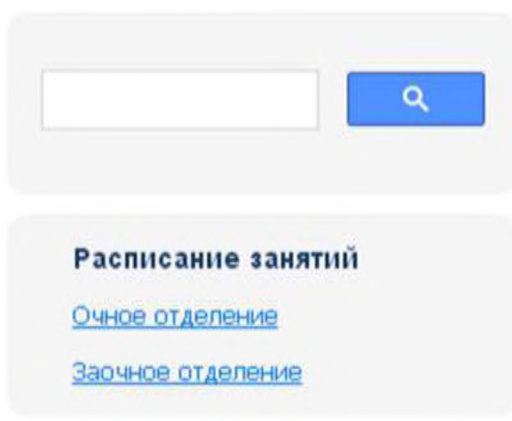 Расписание занятий
Очное отделение
Заочное отделение